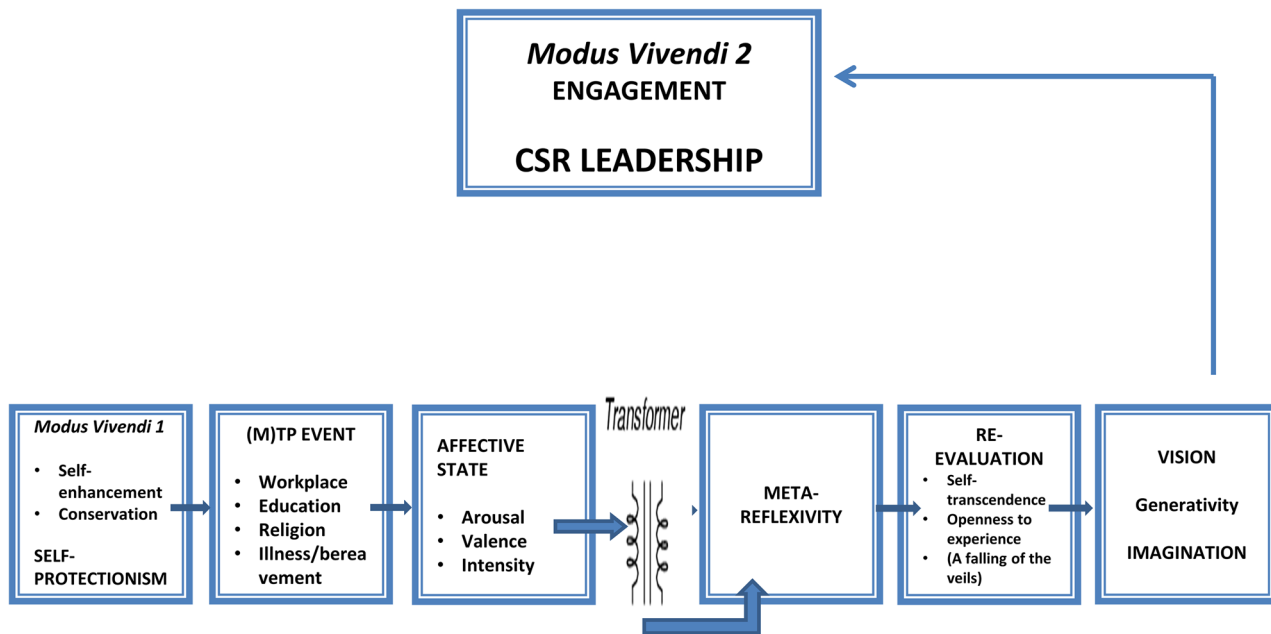 Modus Vivendi 2
ENGAGEMENT
CSR LEADERSHIP
Modus Vivendi 1
• Self-
enhancement
• Conservation
SELF-
PROTECTIONISM
(M)TP EVENT
• Workplace
• Education
• Religion
• Illness/berea
vement
AFFECTIVE
STATE
• Arousal
• Valence
• Intensity
Transformer
META-
REFLEXIVITY
RE-
EVALUATION
• Self-
transcendence
• Openness to
experience
• (A falling of the
veils)
VISION
Generativity
IMAGINATION